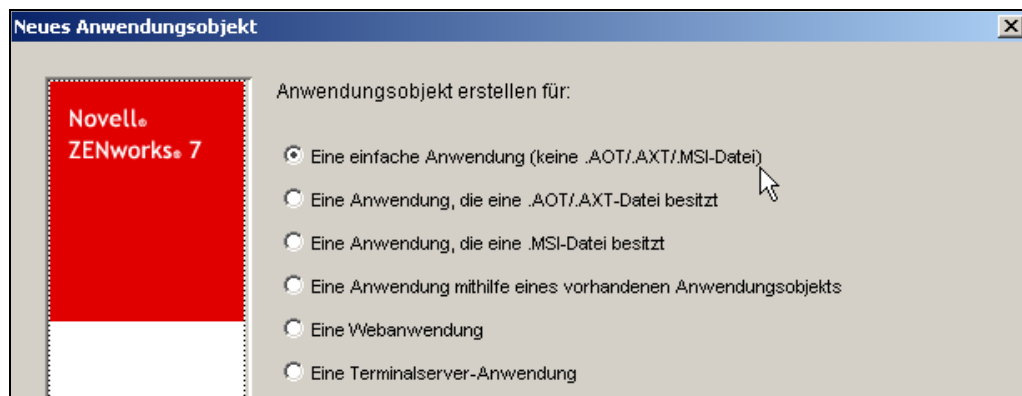 Neues Anwendungsobjekt
Novell®
ZENworks® 7
Anwendungsobjekt erstellen für:
Eine einfache Anwendung (keine .AOT/.AXT/.MSI-Datei)
Eine Anwendung, die eine .AOT/.AXT-Datei besitzt
Eine Anwendung, die eine .MSI-Datei besitzt
Eine Anwendung mithilfe eines vorhandenen Anwendungsobjekts
Eine Webanwendung
Eine Terminalserver-Anwendung